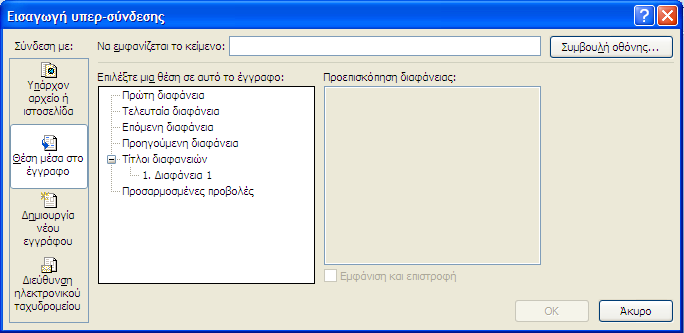 Εισαγωγή υπερ-σύνδεσης
Σύνδεση με:
Να εμφανίζεται το κείμενο:
Συμβουλή οθόνης...
Υπάρχον
αρχείο ή
ιστοσελίδα
Θέση μέσα στο
έγγραφο
Δημιουργία
νέου
εγγράφου
Διεύθυνση
ηλεκτρονικού
ταχυδρομείου
Επιλέξτε μια θέση σε αυτό το έγγραφο:
Πρώτη διαφάνεια
Τελευταία διαφάνεια
Επόμενη διαφάνεια
Προηγούμενη διαφάνεια
Τίτλοι διαφανειών
1. Διαφάνεια 1
Προσαρμοσμένες προβολές
Προεπισκόπηση διαφάνειας:
Εμφάνιση και επιστροφή
OK
Άκυρο